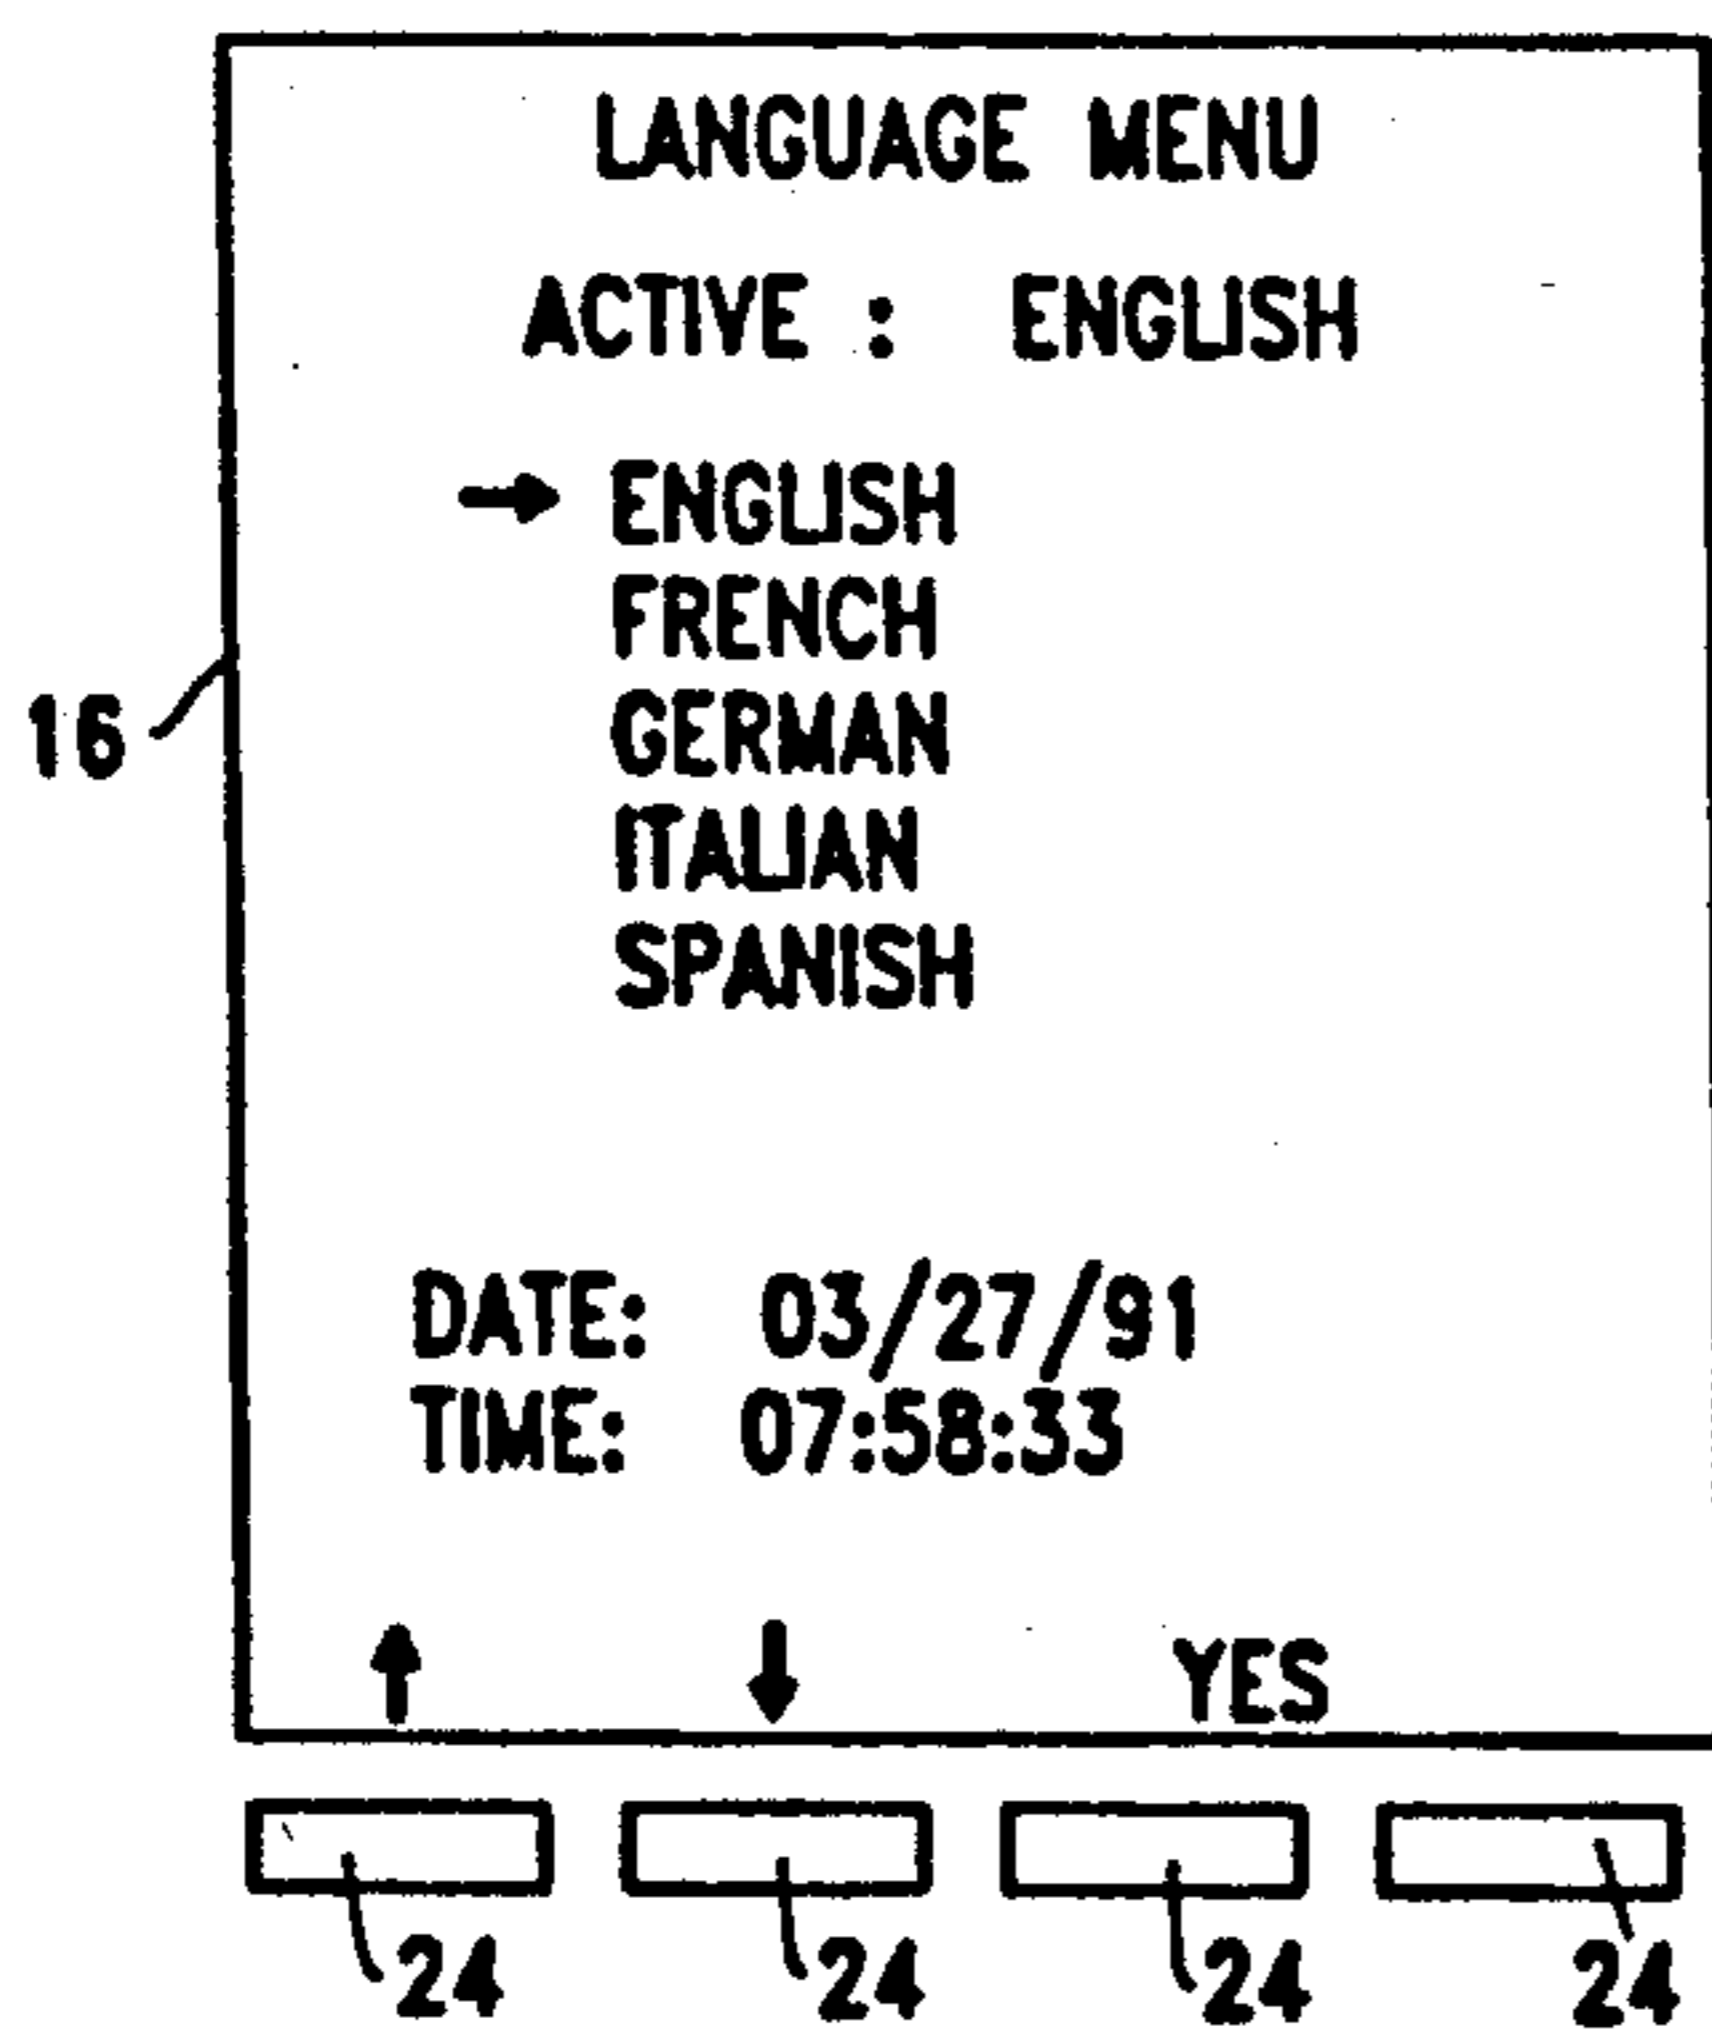 LANGUAGE MENU
ACTIVE : ENGLISH
→ ENGLISH
FRENCH
GERMAN
ITALIAN
SPANISH
16
DATE: 03/27/91
TIME: 07:58:33
↑ ↓ YES
24 24 24 24